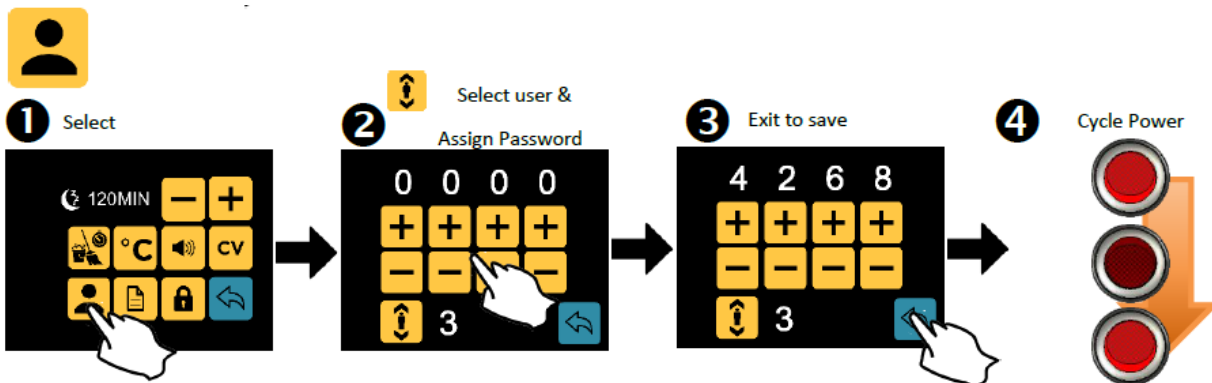 1 Select
2 Select user &
Assign Password
3 Exit to save
4 Cycle Power
120MIN − +
°C CV
0 0 0 0
+ + + +
− − − −
3
4 2 6 8
+ + + +
− − − −
3